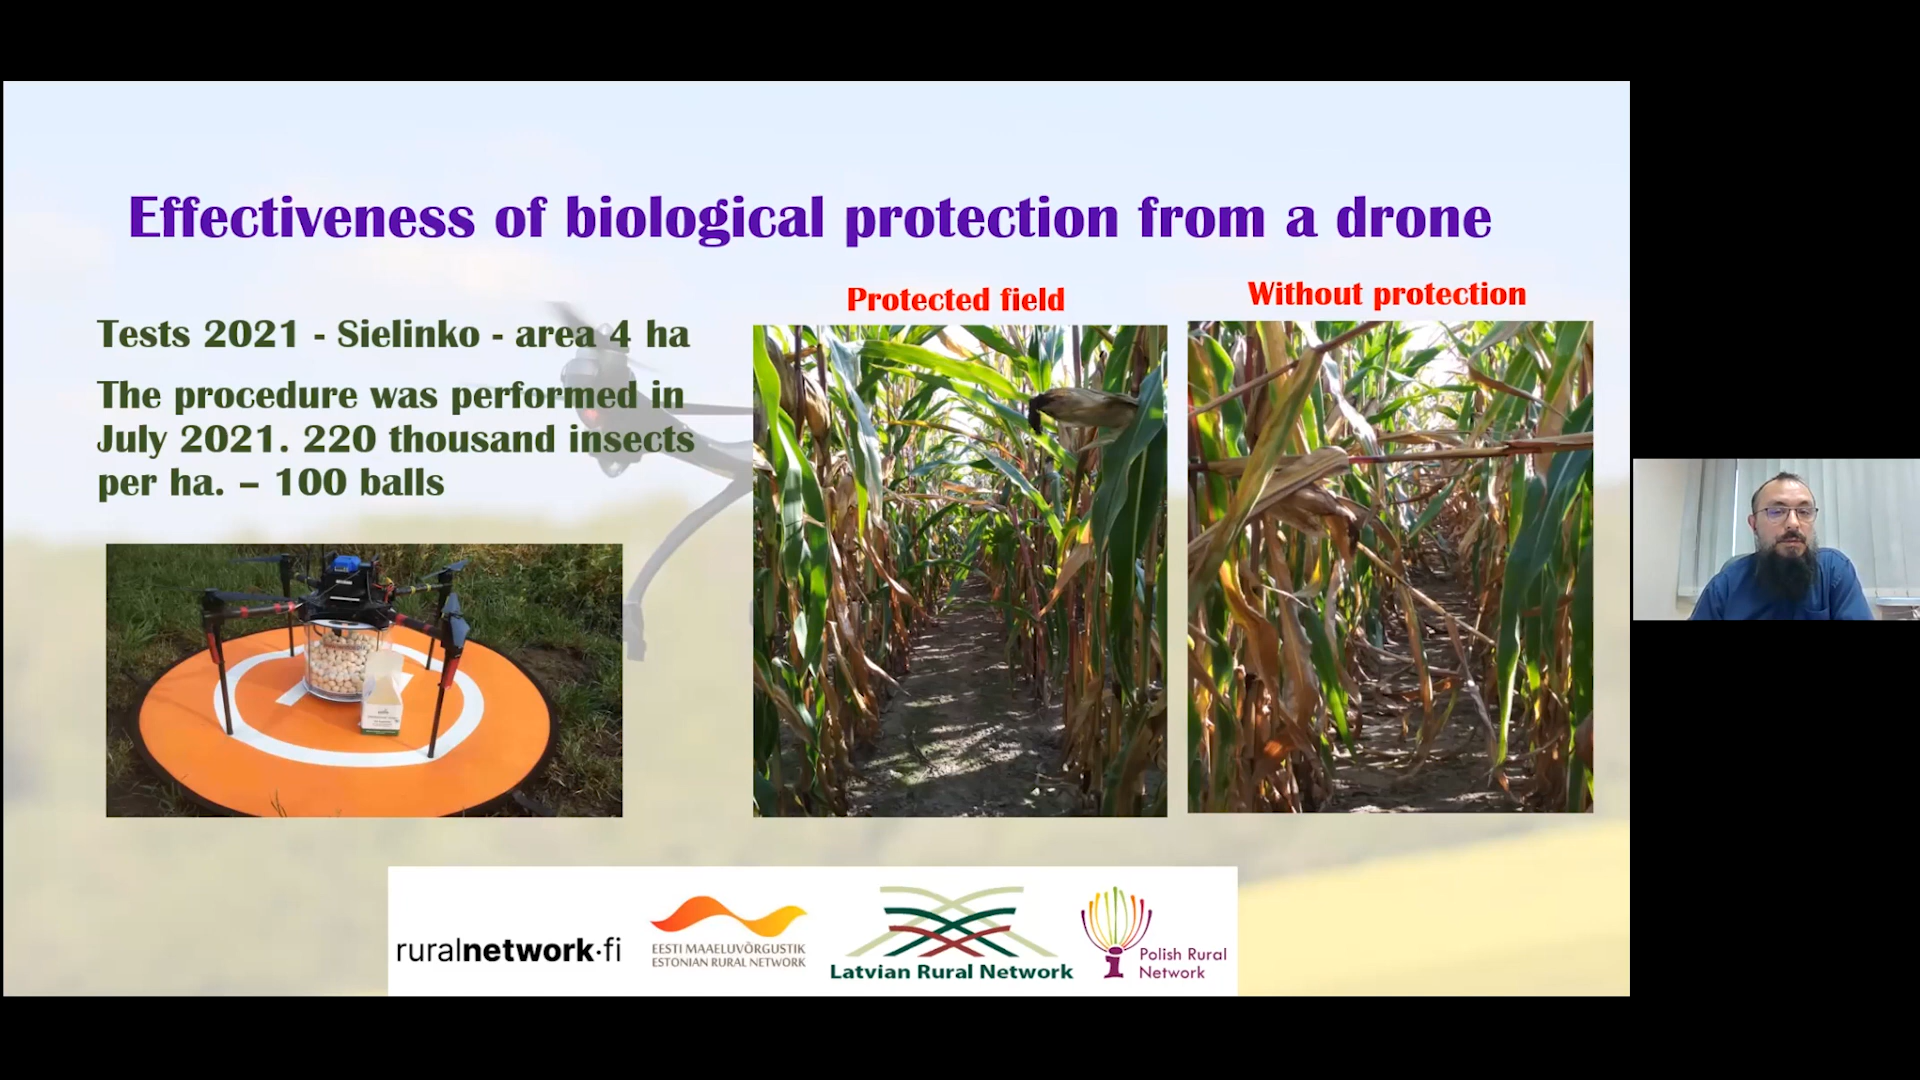 Effectiveness of biological protection from a drone
Tests 2021 - Sielinko - area 4 ha
The procedure was performed in
July 2021. 220 thousand insects
per ha. – 100 balls
Protected field
Without protection
ruralnetwork.fi
EESTI MAAELUVÕRGUSTIK
ESTONIAN RURAL NETWORK
Latvian Rural Network
Polish Rural
Network